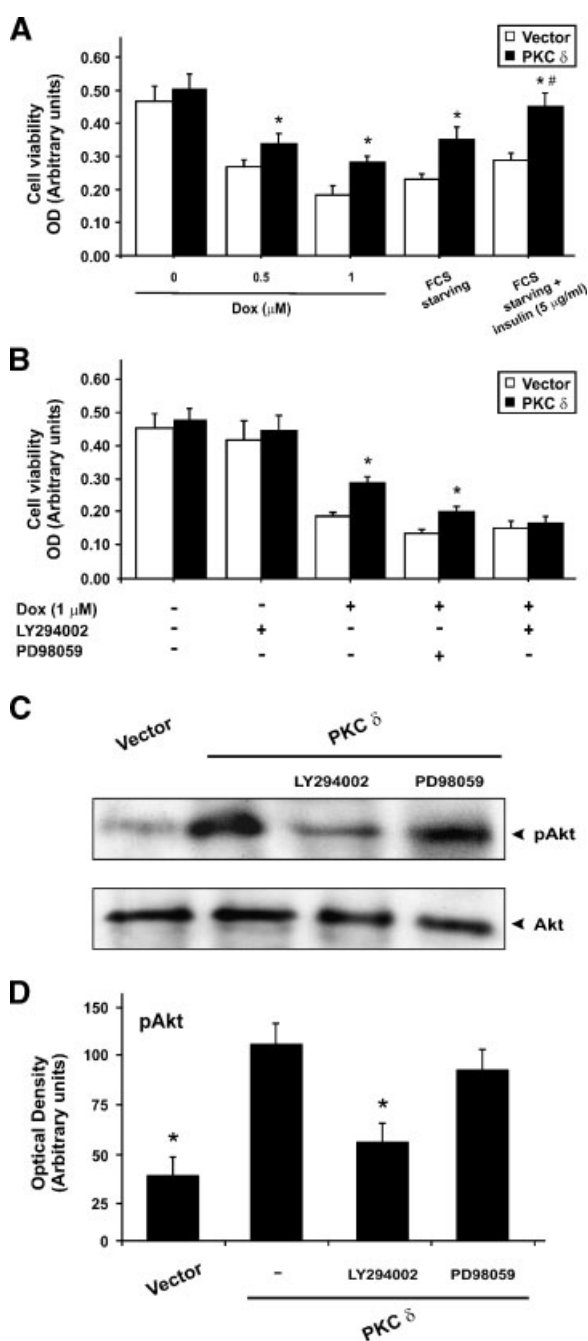 A
Vector
PKC δ
Cell viability
OD (Arbitrary units)
0.60
0.50
0.40
0.30
0.20
0.10
0.00
* * * * #
0 0.5 1
Dox (μM)
FCS
starving
FCS
starving +
insulin (5 μg/ml)
B
Vector
PKC δ
Cell viability
OD (Arbitrary units)
0.60
0.50
0.40
0.30
0.20
0.10
0.00
* *
Dox (1 μM) - - + + +
LY294002 - + - - +
PD98059 - - - + -
C
Vector
PKC δ
LY294002 PD98059
pAkt
Akt
D
pAkt
Optical Density
(Arbitrary units)
150
100
75
50
25
0
* *
Vector - LY294002 PD98059
PKC δ